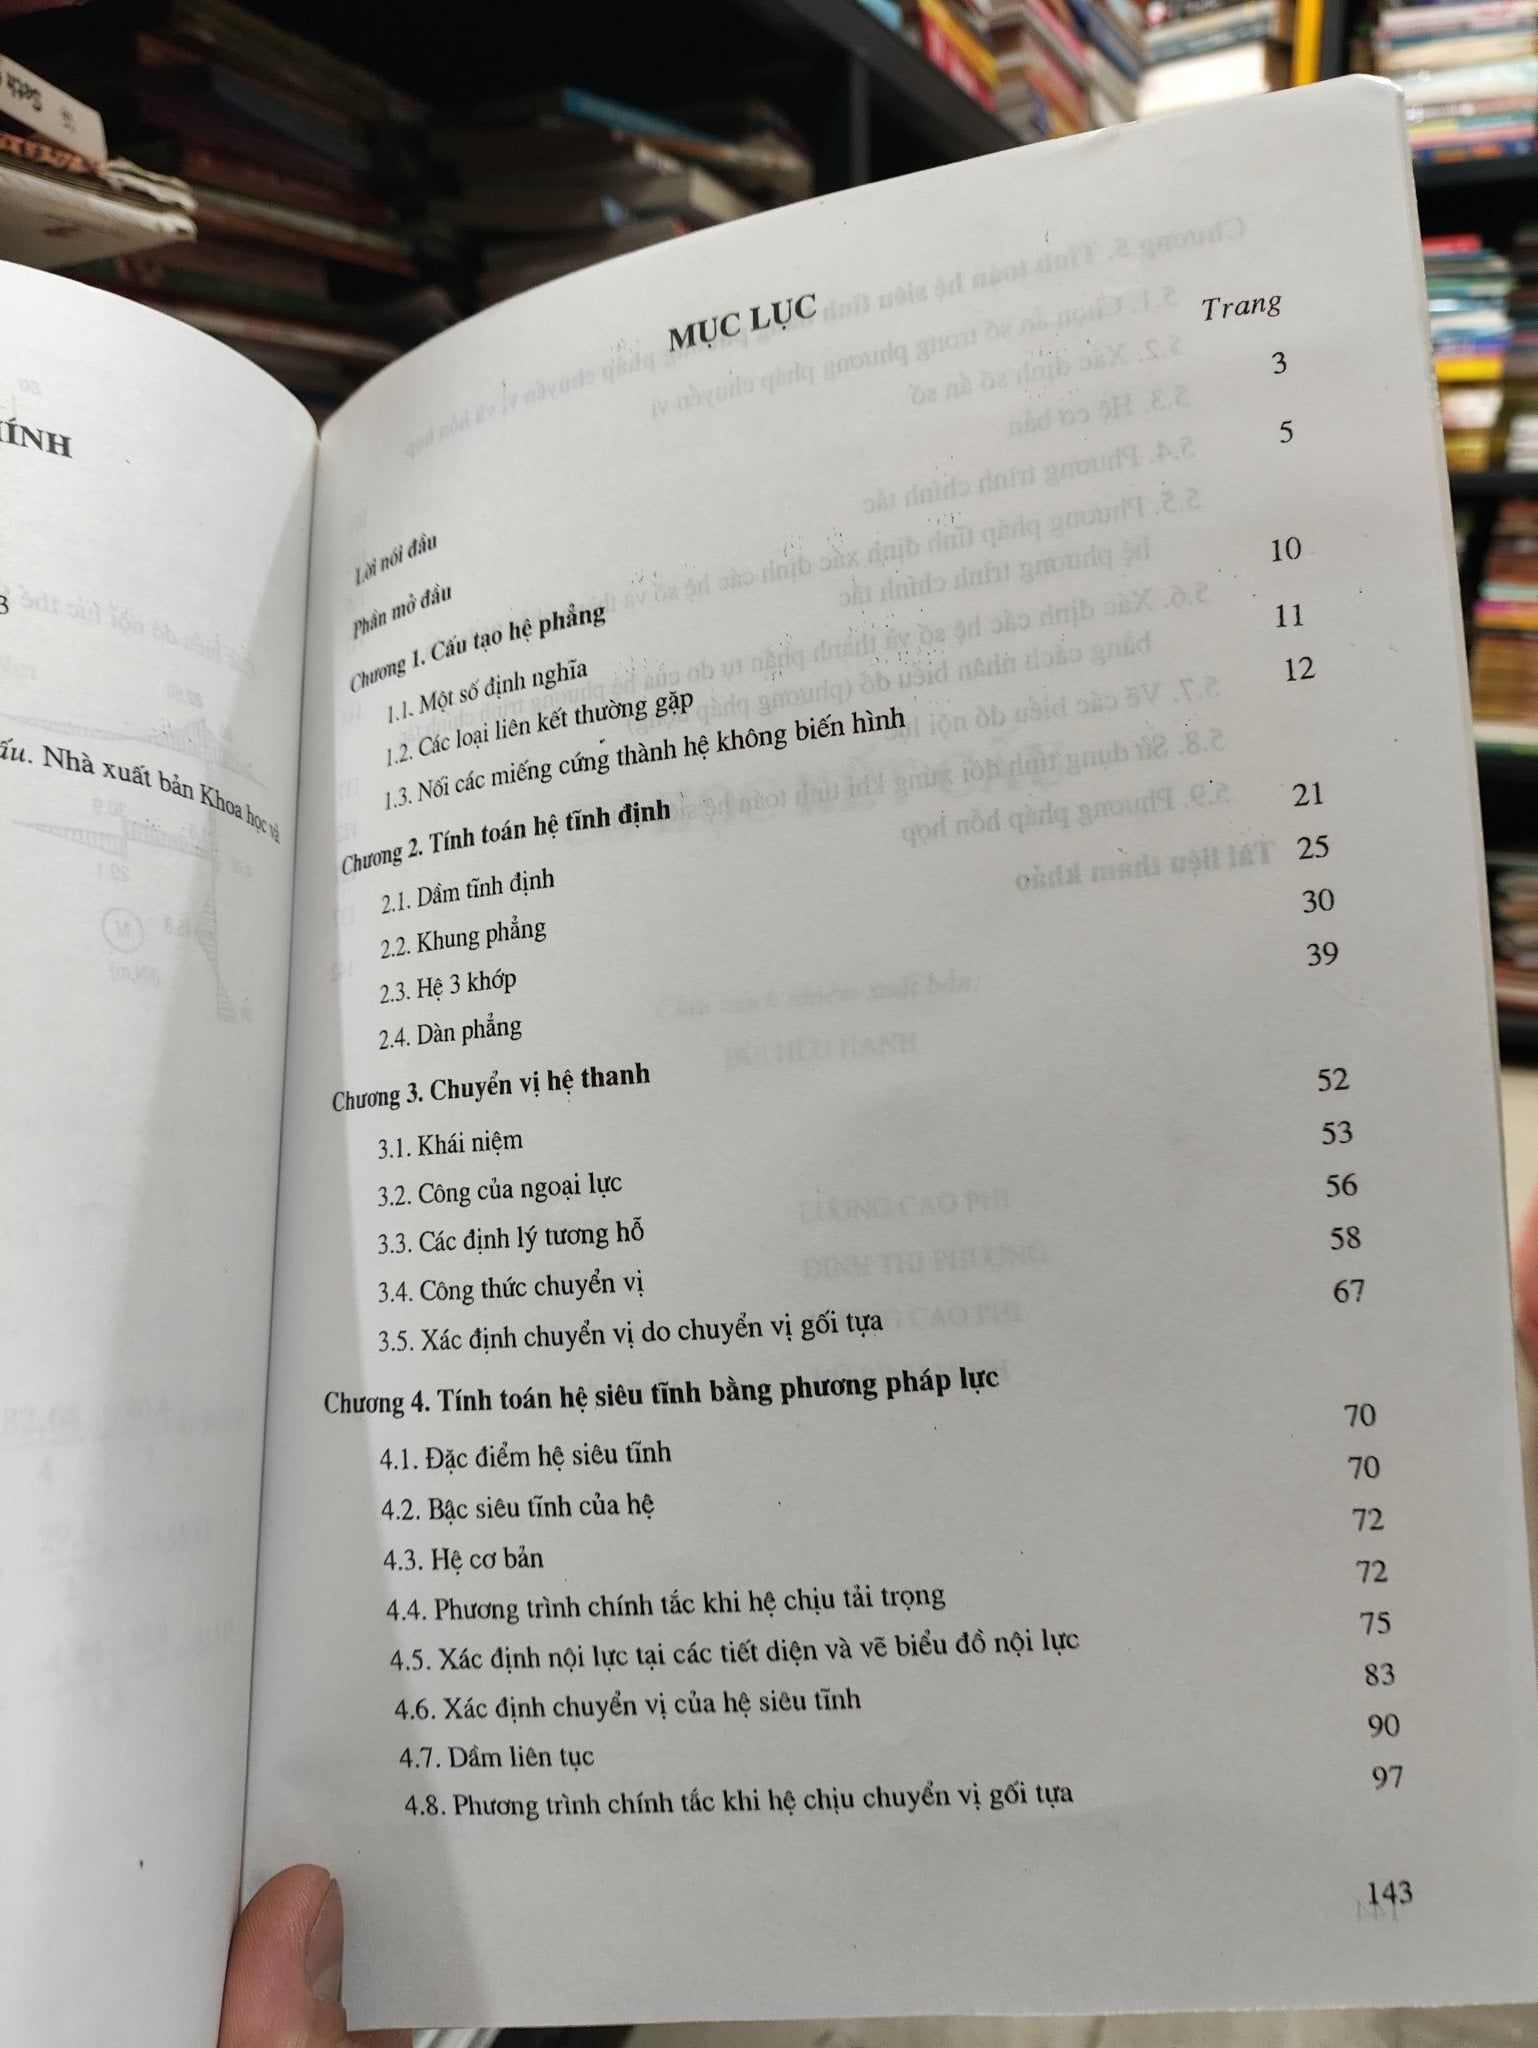 ÍNH
3
ấu. Nhà xuất bản Khoa học và
MỤC LỤC
Trang
Lời nói đầu 3
Phần mở đầu 5
Chương 1. Cấu tạo hệ phẳng
1.1. Một số định nghĩa 10
1.2. Các loại liên kết thường gặp 11
1.3. Nối các miếng cứng thành hệ không biến hình 12
Chương 2. Tính toán hệ tĩnh định
2.1. Dầm tĩnh định 21
2.2. Khung phẳng 25
2.3. Hệ 3 khớp 30
2.4. Dàn phẳng 39
Chương 3. Chuyển vị hệ thanh
3.1. Khái niệm 52
3.2. Công của ngoại lực 53
3.3. Các định lý tương hỗ 56
3.4. Công thức chuyển vị 58
3.5. Xác định chuyển vị do chuyển vị gối tựa 67
Chương 4. Tính toán hệ siêu tĩnh bằng phương pháp lực
4.1. Đặc điểm hệ siêu tĩnh 70
4.2. Bậc siêu tĩnh của hệ 70
4.3. Hệ cơ bản 72
4.4. Phương trình chính tắc khi hệ chịu tải trọng 72
4.5. Xác định nội lực tại các tiết diện và vẽ biểu đồ nội lực 75
4.6. Xác định chuyển vị của hệ siêu tĩnh 83
4.7. Dầm liên tục 90
4.8. Phương trình chính tắc khi hệ chịu chuyển vị gối tựa 97
143